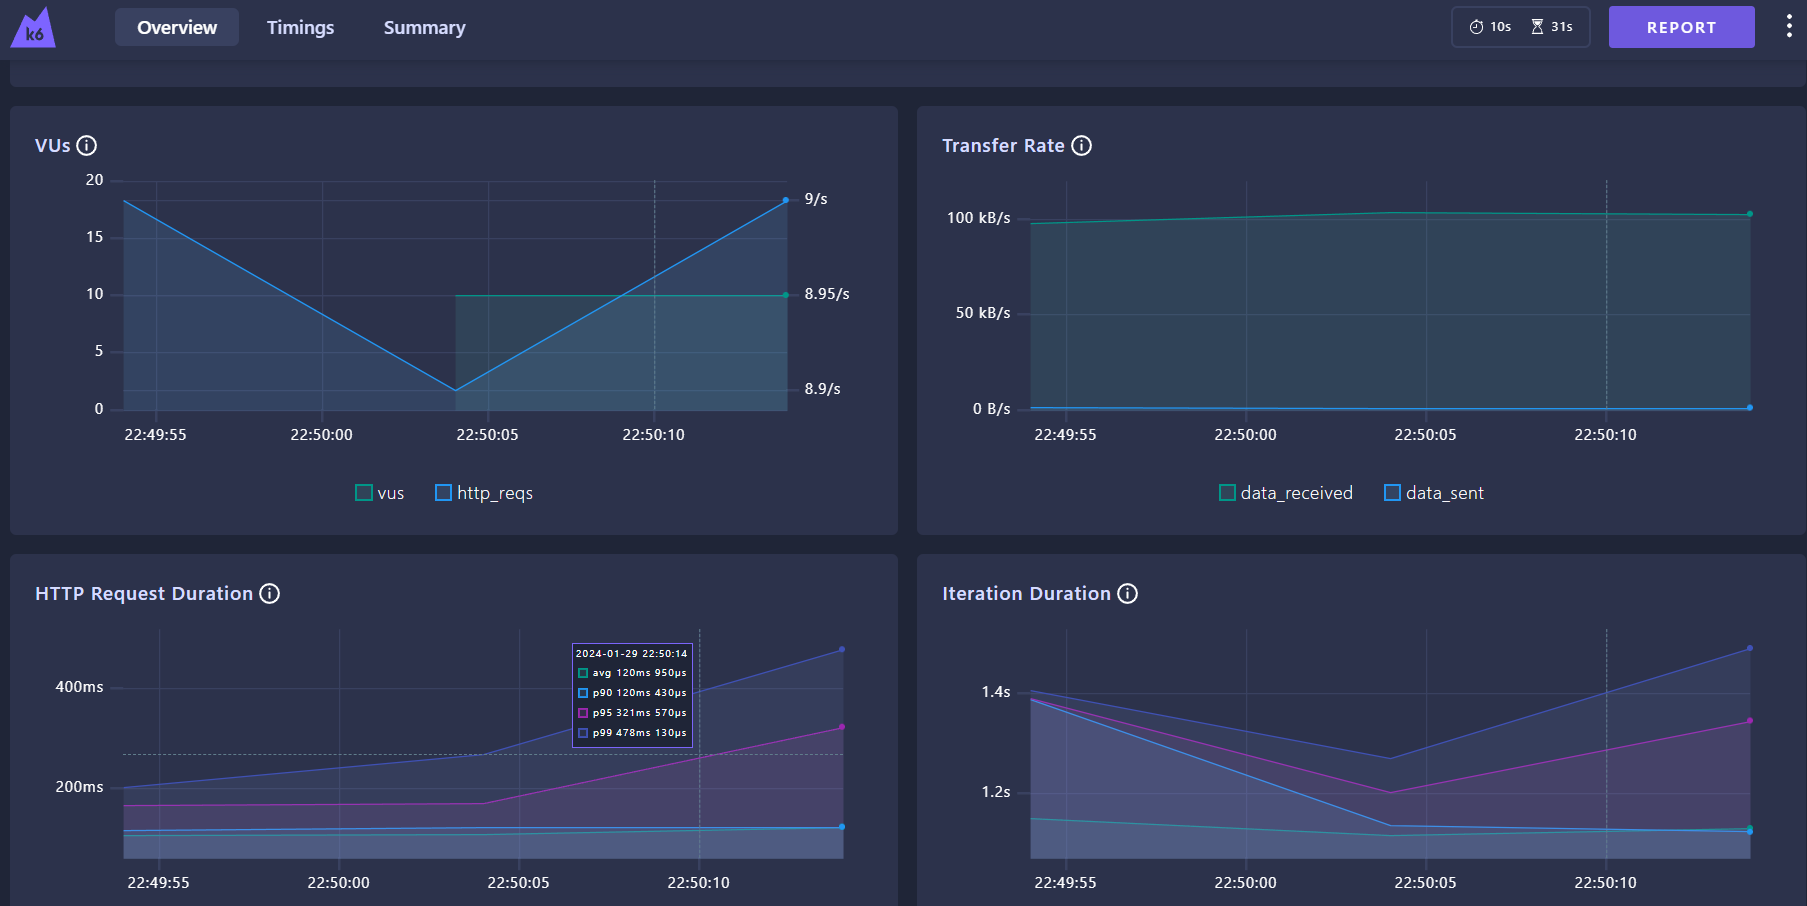 k6 Overview Timings Summary 10s 31s REPORT
VUs
20
15
10
5
0
9/s
8.95/s
8.9/s
22:49:55 22:50:00 22:50:05 22:50:10
vus http_reqs
Transfer Rate
100 kB/s
50 kB/s
0 B/s
22:49:55 22:50:00 22:50:05 22:50:10
data_received data_sent
HTTP Request Duration
400ms
200ms
2024-01-29 22:50:14
avg 120ms 950µs
p90 120ms 430µs
p95 321ms 570µs
p99 478ms 130µs
22:49:55 22:50:00 22:50:05 22:50:10
Iteration Duration
1.4s
1.2s
22:49:55 22:50:00 22:50:05 22:50:10